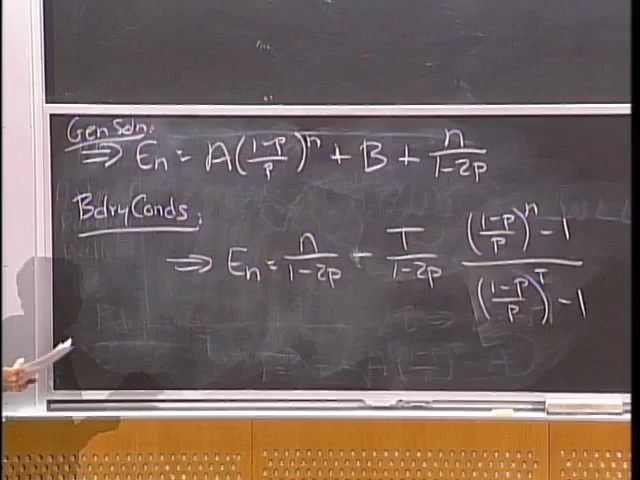 Gen Soln:
⇒ En = A((1-p)/p)^n + B + n/(1-2p)
Bdry Conds:
⇒ En = n/(1-2p) - T/(1-2p) (((1-p)/p)^n - 1)/(((1-p)/p)^T - 1)